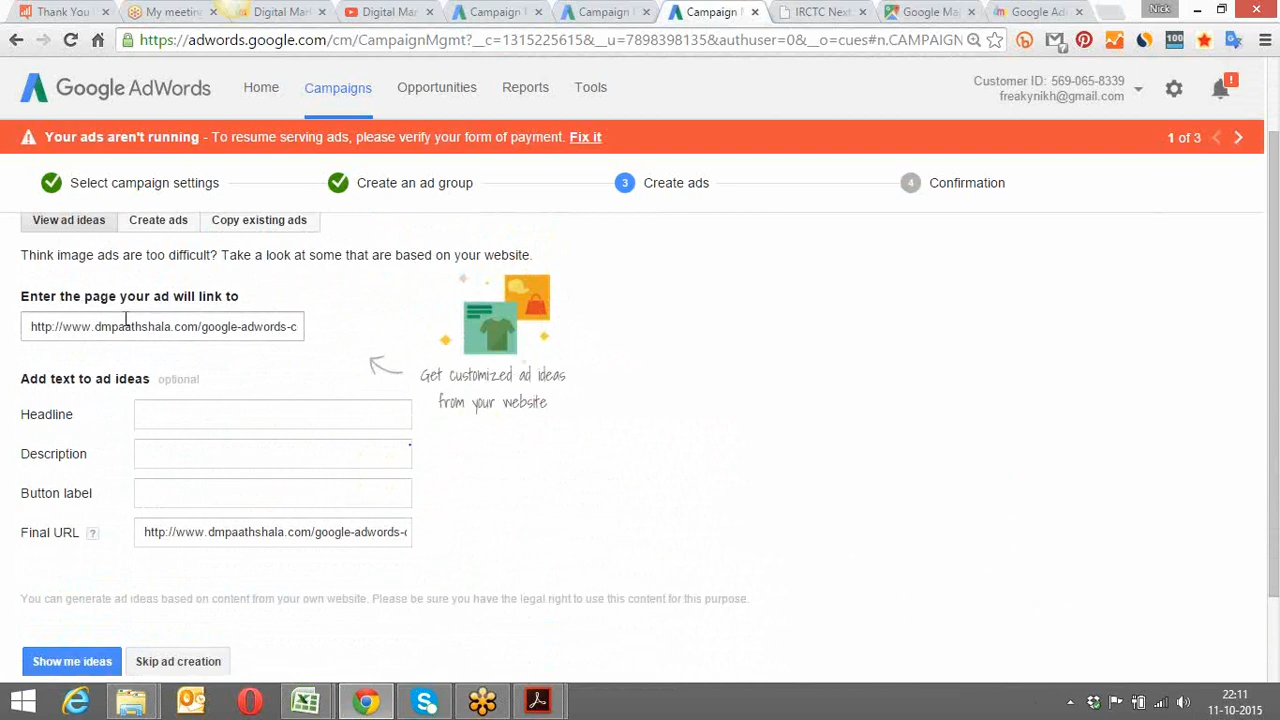 Thank You
My meeting
Digital Mark
Digital Mar
Campaign
Campaign
Campaign
IRCTC Next
Google Ma
Google Ad
Nick
https://adwords.google.com/cm/CampaignMgmt?__c=1315225615&__u=7898398135&authuser=0&__o=cues#n.CAMPAIGN
7
100
Google AdWords
Home
Campaigns
Opportunities
Reports
Tools
Customer ID: 569-065-8339
freakynikh@gmail.com
!
Your ads aren't running - To resume serving ads, please verify your form of payment. Fix it
1 of 3
Select campaign settings
Create an ad group
3 Create ads
4 Confirmation
View ad ideas
Create ads
Copy existing ads
Think image ads are too difficult? Take a look at some that are based on your website.
Enter the page your ad will link to
http://www.dmpaathshala.com/google-adwords-c
Get customized ad ideas
from your website
Add text to ad ideas optional
Headline
Description
Button label
Final URL ?
http://www.dmpaathshala.com/google-adwords-c
You can generate ad ideas based on content from your own website. Please be sure you have the legal right to use this content for this purpose.
Show me ideas
Skip ad creation
22:11
11-10-2015